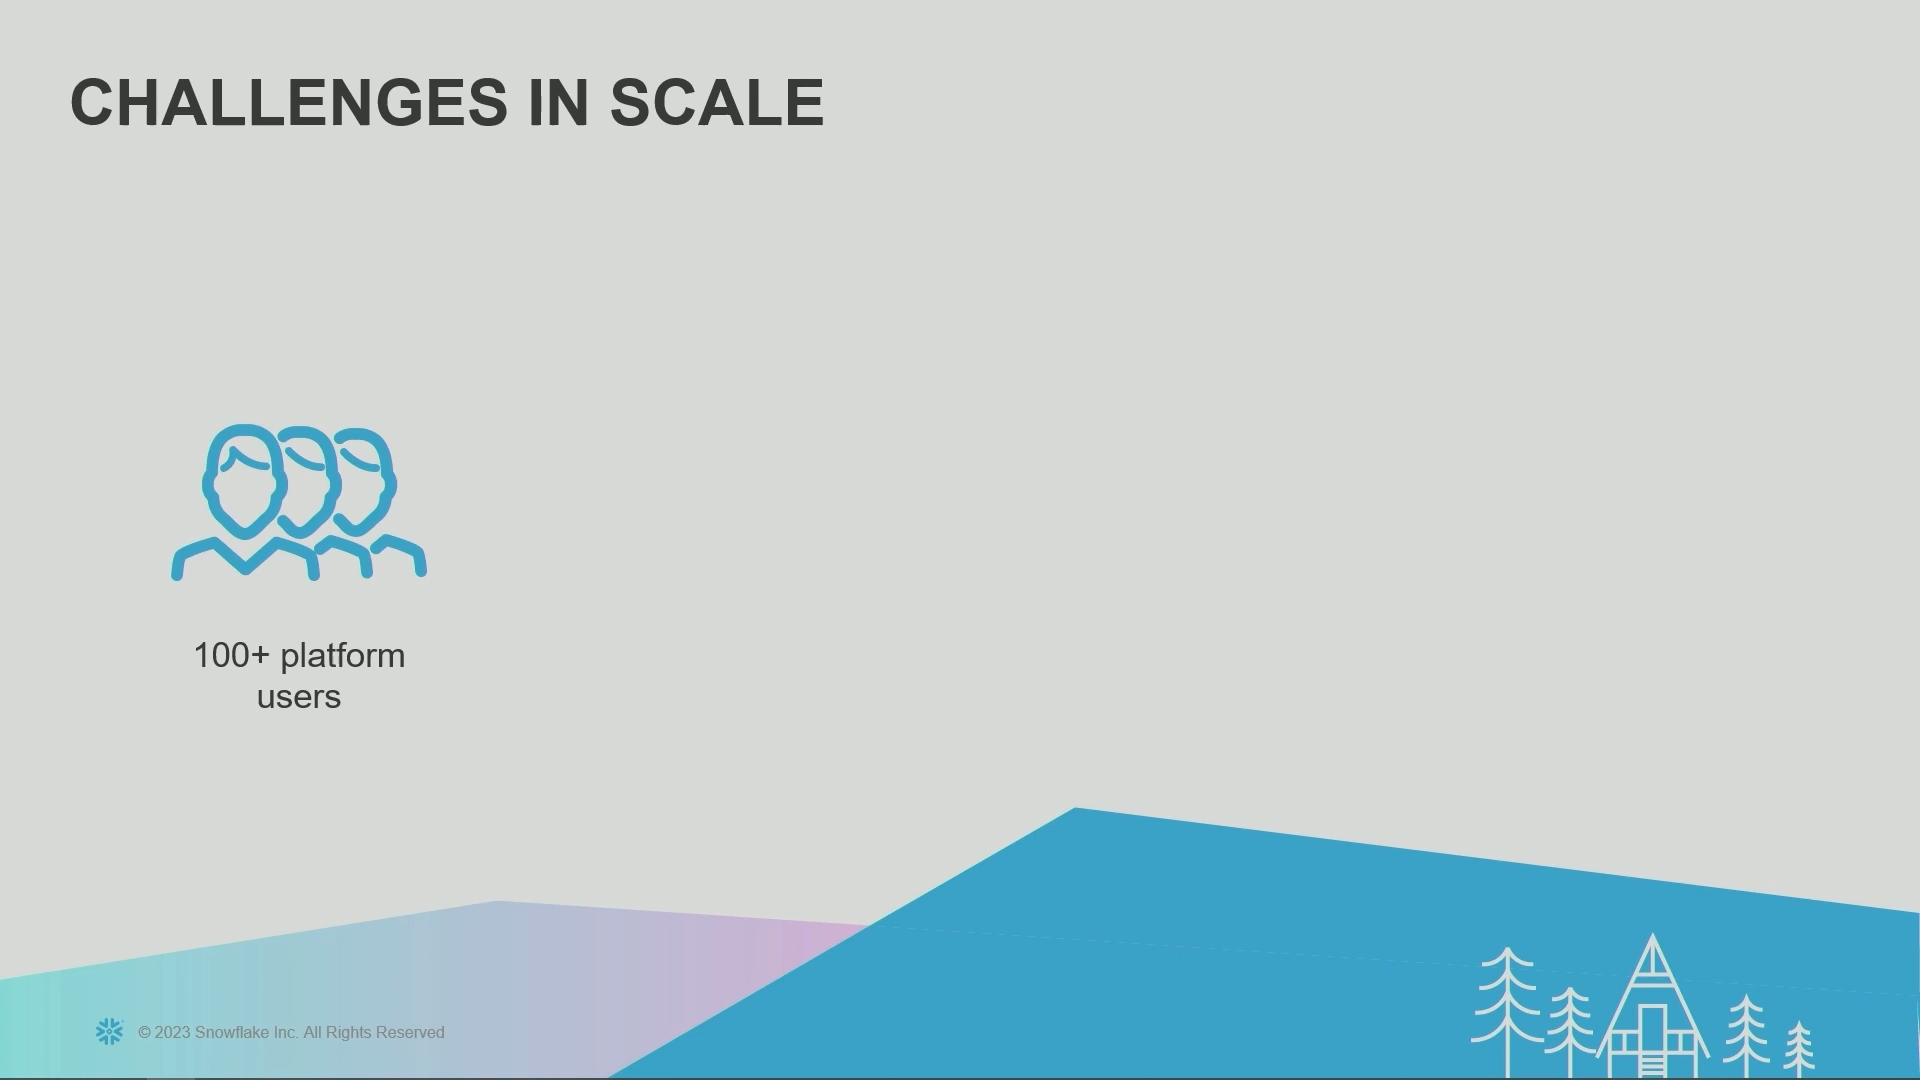 CHALLENGES IN SCALE
100+ platform
users
© 2023 Snowflake Inc. All Rights Reserved